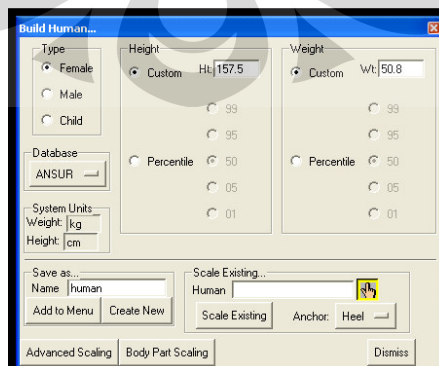 Build Human...
Type Height Weight
Female Custom Ht: 157.5 Custom Wt: 50.8
Male 99 99
Child 95 95
Database Percentile 50 Percentile 50
ANSUR 05 05
System Units 01 01
Weight: kg
Height: cm
Save as... Scale Existing...
Name human Human
Add to Menu Create New Scale Existing Anchor: Heel
Advanced Scaling Body Part Scaling Dismiss